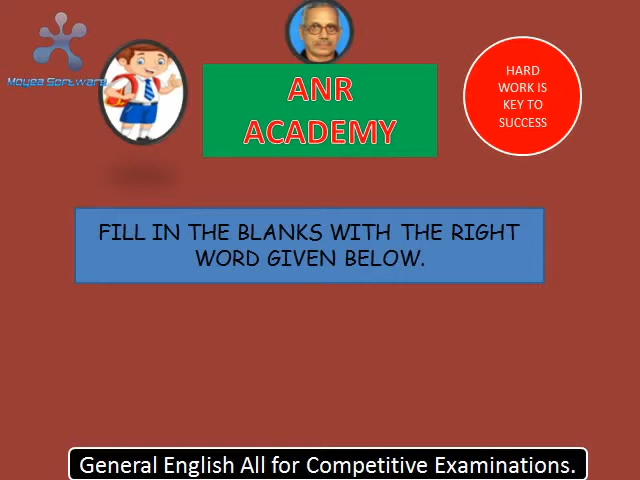 Moyea Software
ANR
ACADEMY
HARD
WORK IS
KEY TO
SUCCESS
FILL IN THE BLANKS WITH THE RIGHT
WORD GIVEN BELOW.
General English All for Competitive Examinations.